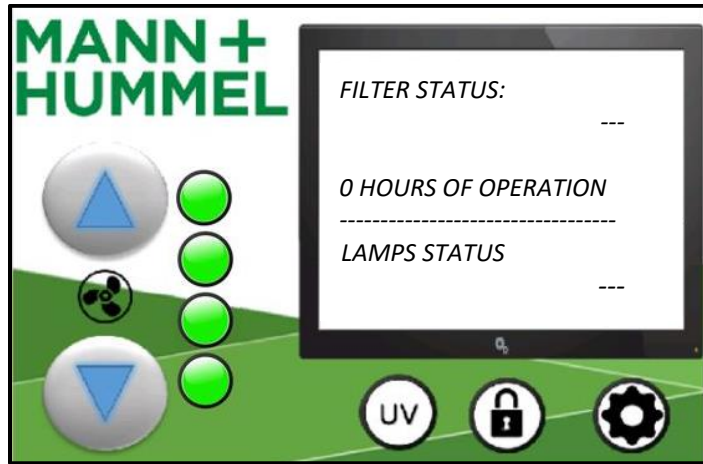 MANN+
HUMMEL
FILTER STATUS:
---
0 HOURS OF OPERATION
----------------------------------
LAMPS STATUS
---
UV